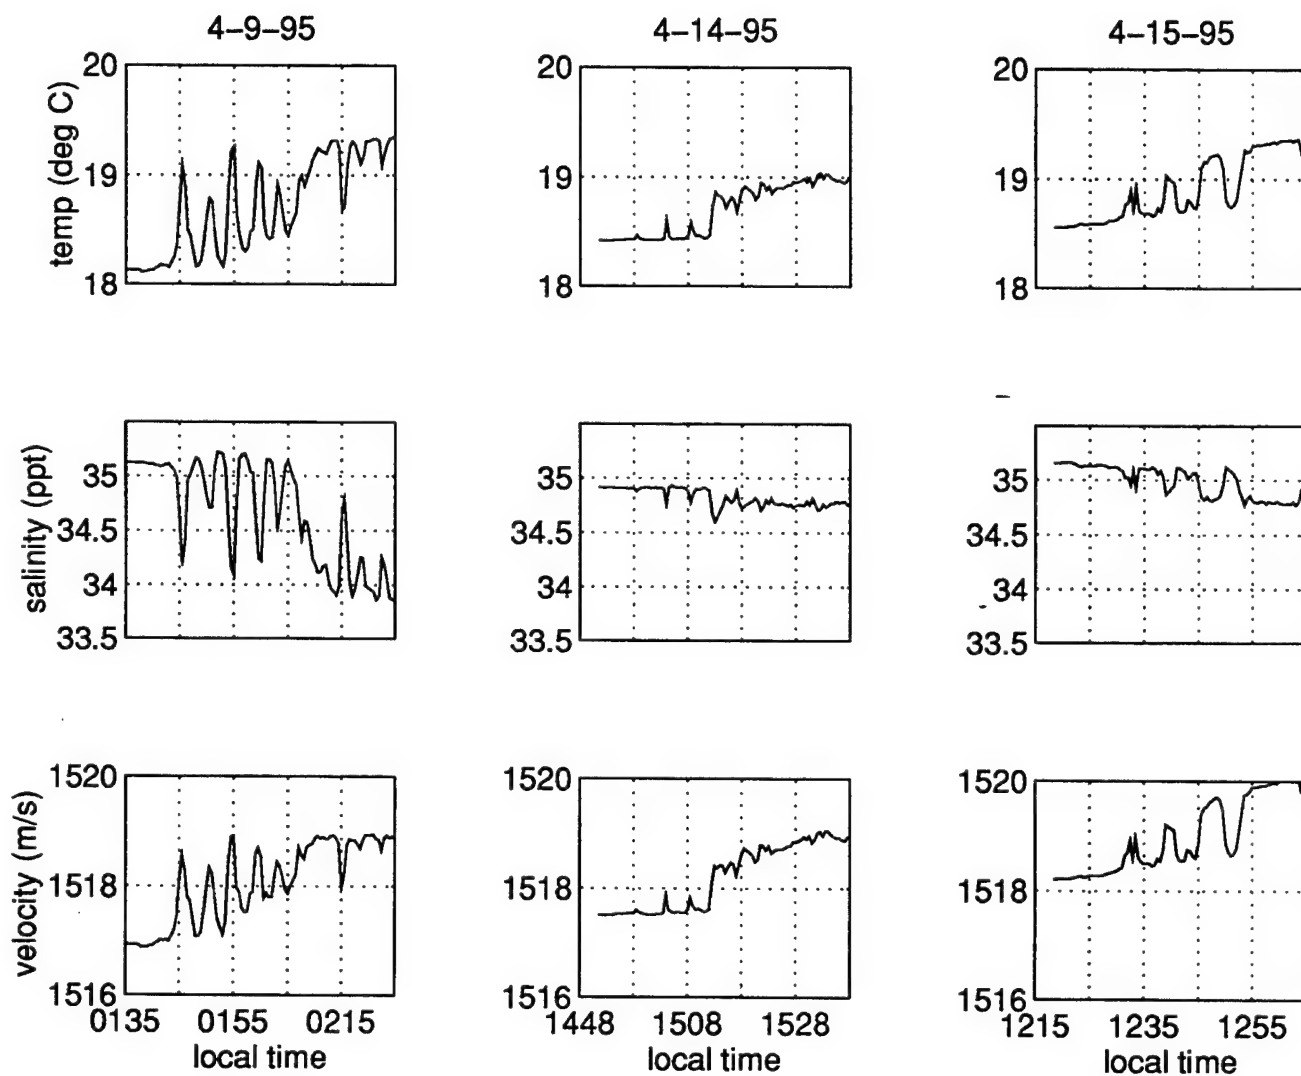 4-9-95 4-14-95 4-15-95
temp (deg C)
20 20 20
19 19 19
18 18 18
salinity (ppt)
35 35 35
34.5 34.5 34.5
34 34 34
33.5 33.5 33.5
velocity (m/s)
1520 1520 1520
1518 1518 1518
1516 1516 1516
0135 0155 0215 1448 1508 1528 1215 1235 1255
local time local time local time